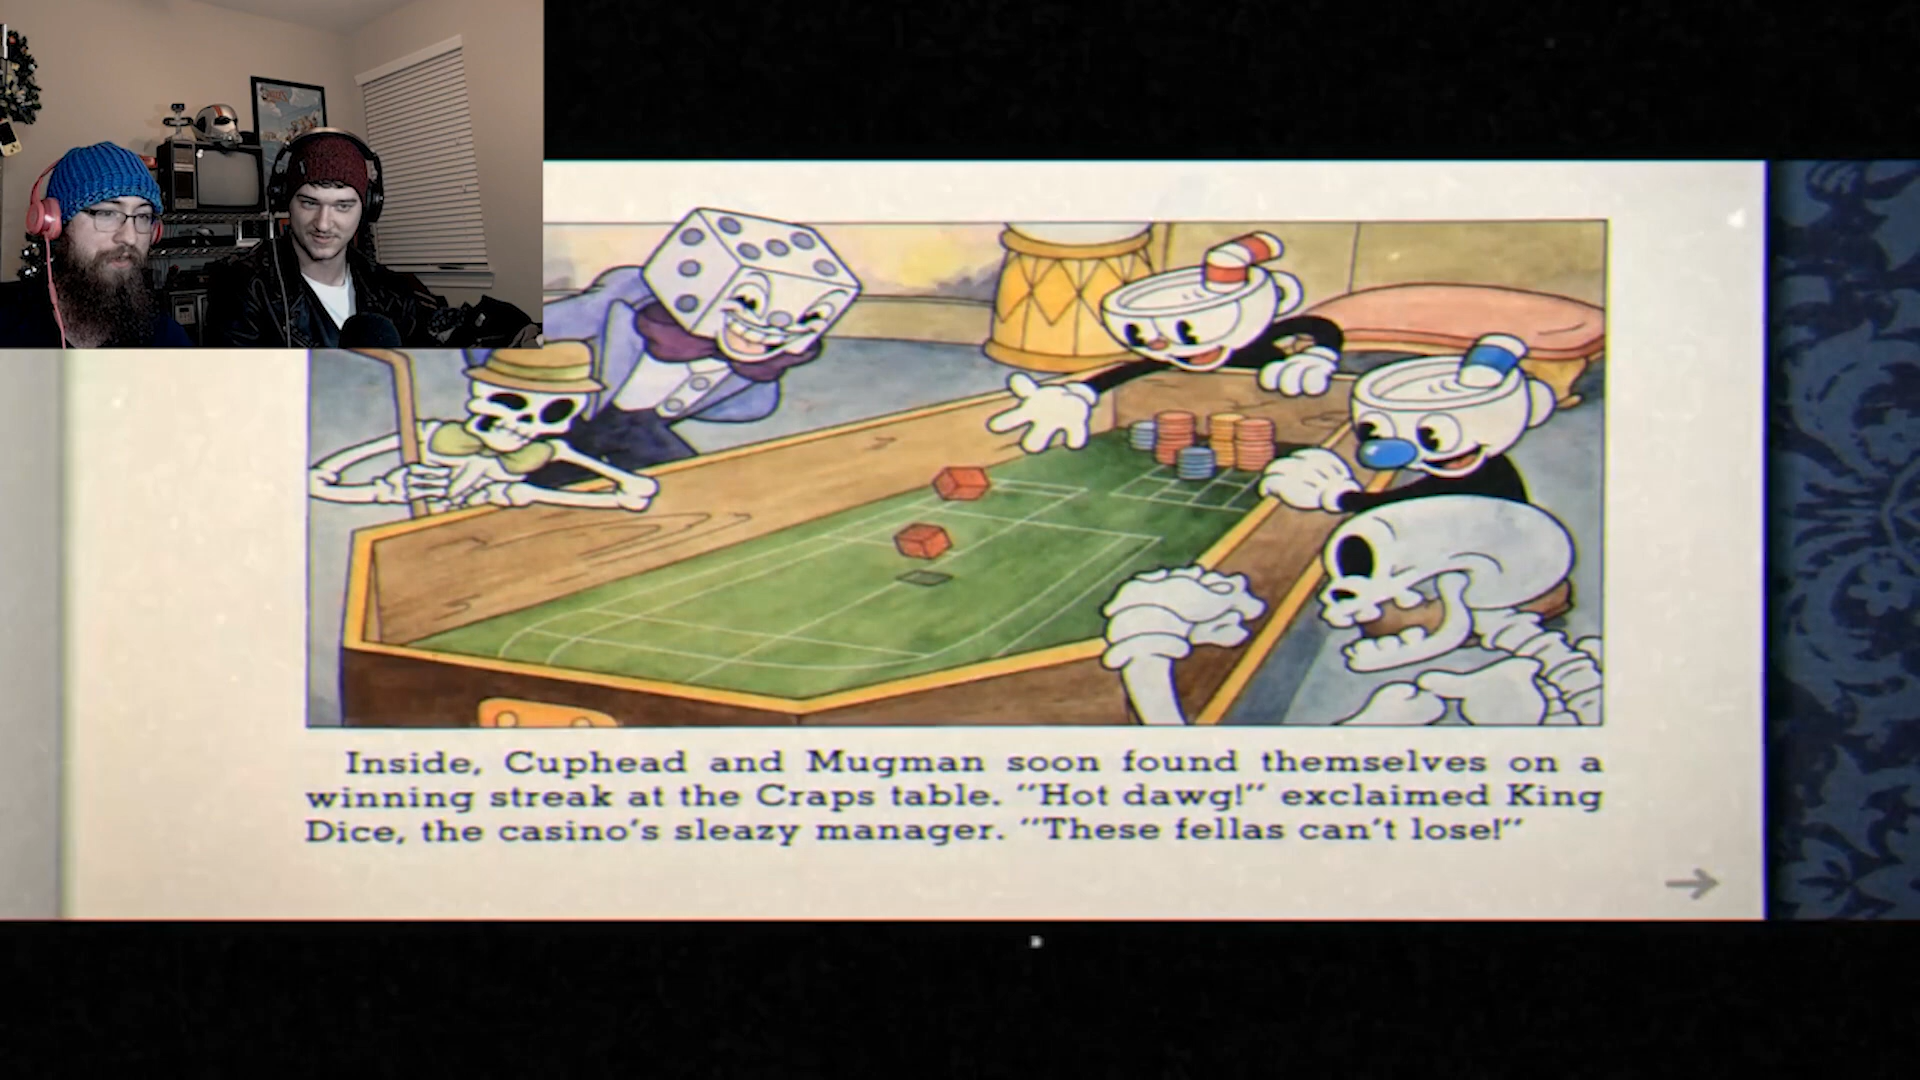 Inside, Cuphead and Mugman soon found themselves on a
winning streak at the Craps table. "Hot dawg!" exclaimed King
Dice, the casino's sleazy manager. "These fellas can't lose!"